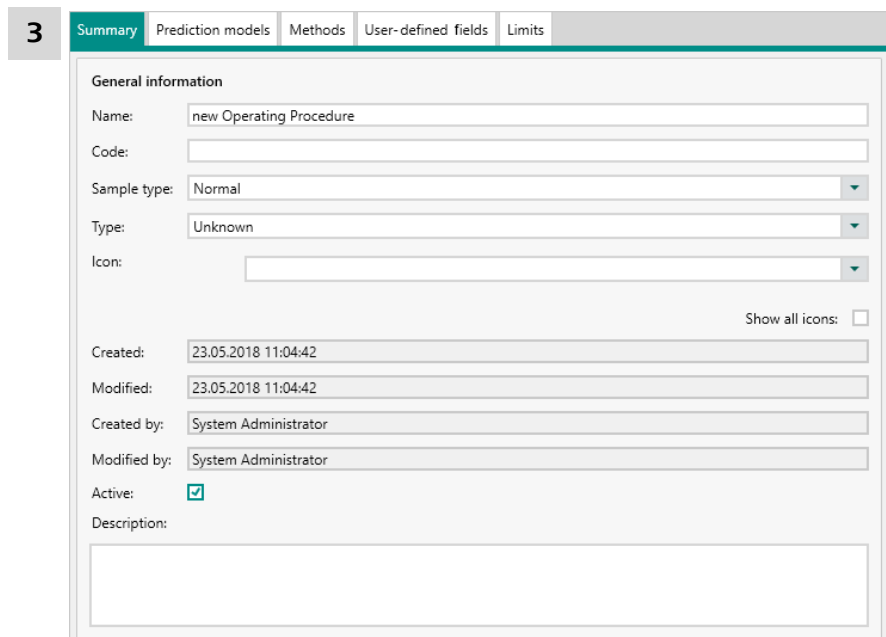 3
Summary Prediction models Methods User-defined fields Limits
General information
Name: new Operating Procedure
Code:
Sample type: Normal
Type: Unknown
Icon:
Show all icons:
Created: 23.05.2018 11:04:42
Modified: 23.05.2018 11:04:42
Created by: System Administrator
Modified by: System Administrator
Active:
Description: